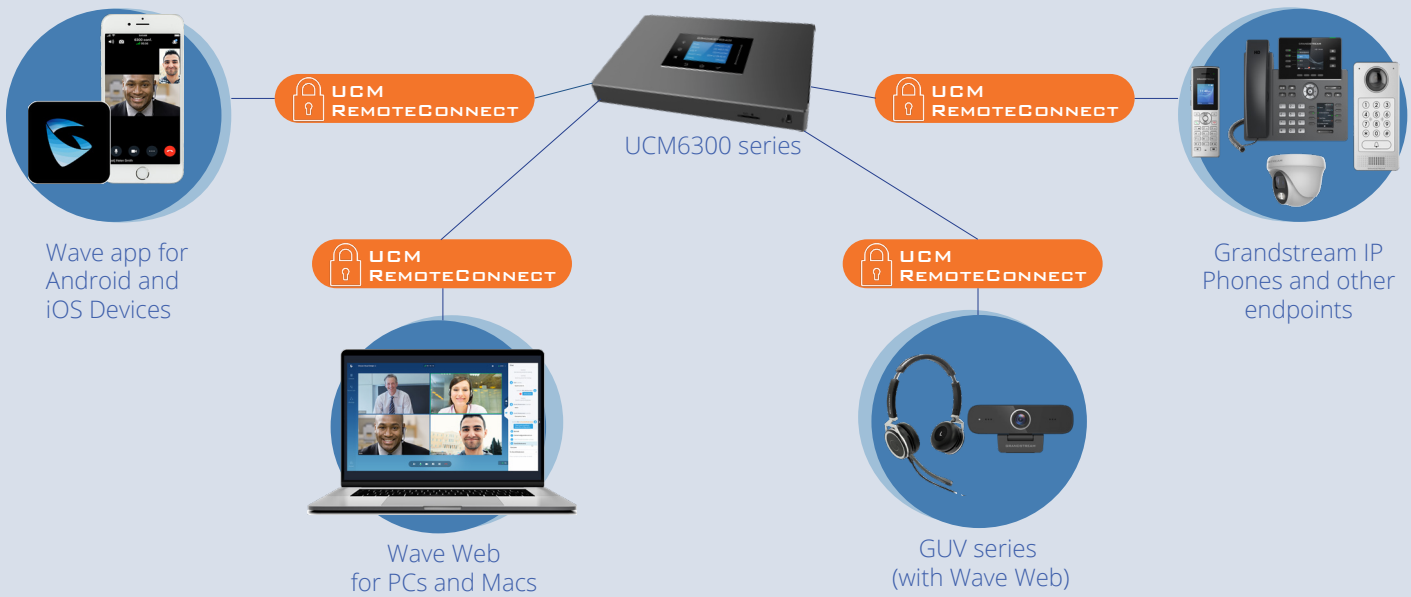 UCM
REMOTECONNECT
UCM
REMOTECONNECT
UCM6300 series
Wave app for
Android and
iOS Devices
UCM
REMOTECONNECT
UCM
REMOTECONNECT
Grandstream IP
Phones and other
endpoints
Wave Web
for PCs and Macs
GUV series
(with Wave Web)